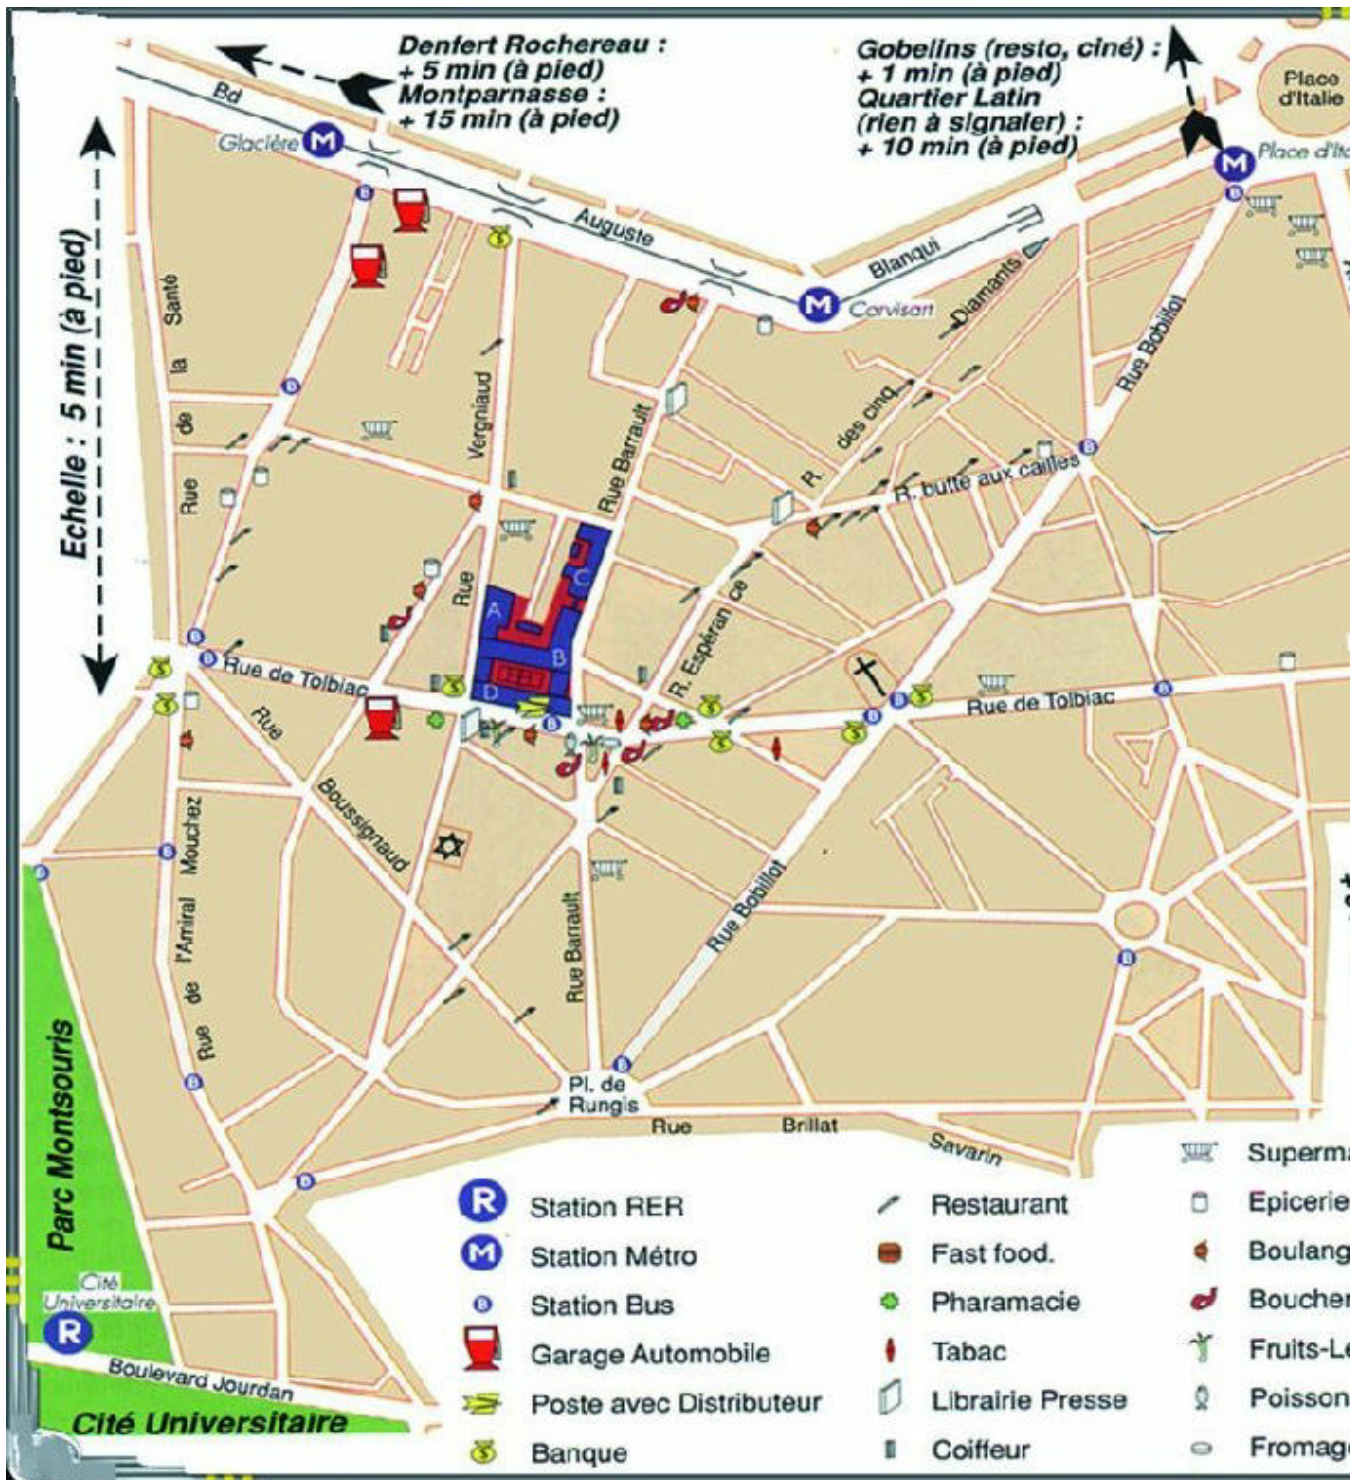 Denfert Rochereau :
+ 5 min (à pied)
Montparnasse :
+ 15 min (à pied)
Gobelins (resto, ciné) :
+ 1 min (à pied)
Quartier Latin
(rien à signaler) :
+ 10 min (à pied)
Place
d'Italie
Place d'Ita
M
Bd
Glacière
M
Auguste
Blanqui
M
Corvisart
Echelle : 5 min (à pied)
Rue de la Santé
Rue Vergniaud
Rue Barrault
R. des cinq Diamants
Rue Bobillot
R. butte aux cailles
R. Espéran ce
A
B
C
D
Rue de Tolbiac
Rue de Tolbiac
Rue Boussignaud
Rue de l'Amiral Mouchez
Rue Barrault
Rue Bobillot
Pl. de
Rungis
Rue Brillat Savarin
Parc Montsouris
Cité
Universitaire
R
Boulevard Jourdan
Cité Universitaire
R Station RER
M Station Métro
B Station Bus
Garage Automobile
Poste avec Distributeur
Banque
Restaurant
Fast food.
Pharamacie
Tabac
Librairie Presse
Coiffeur
Superma
Epicerie
Boulang
Boucher
Fruits-Lé
Poisson
Fromage